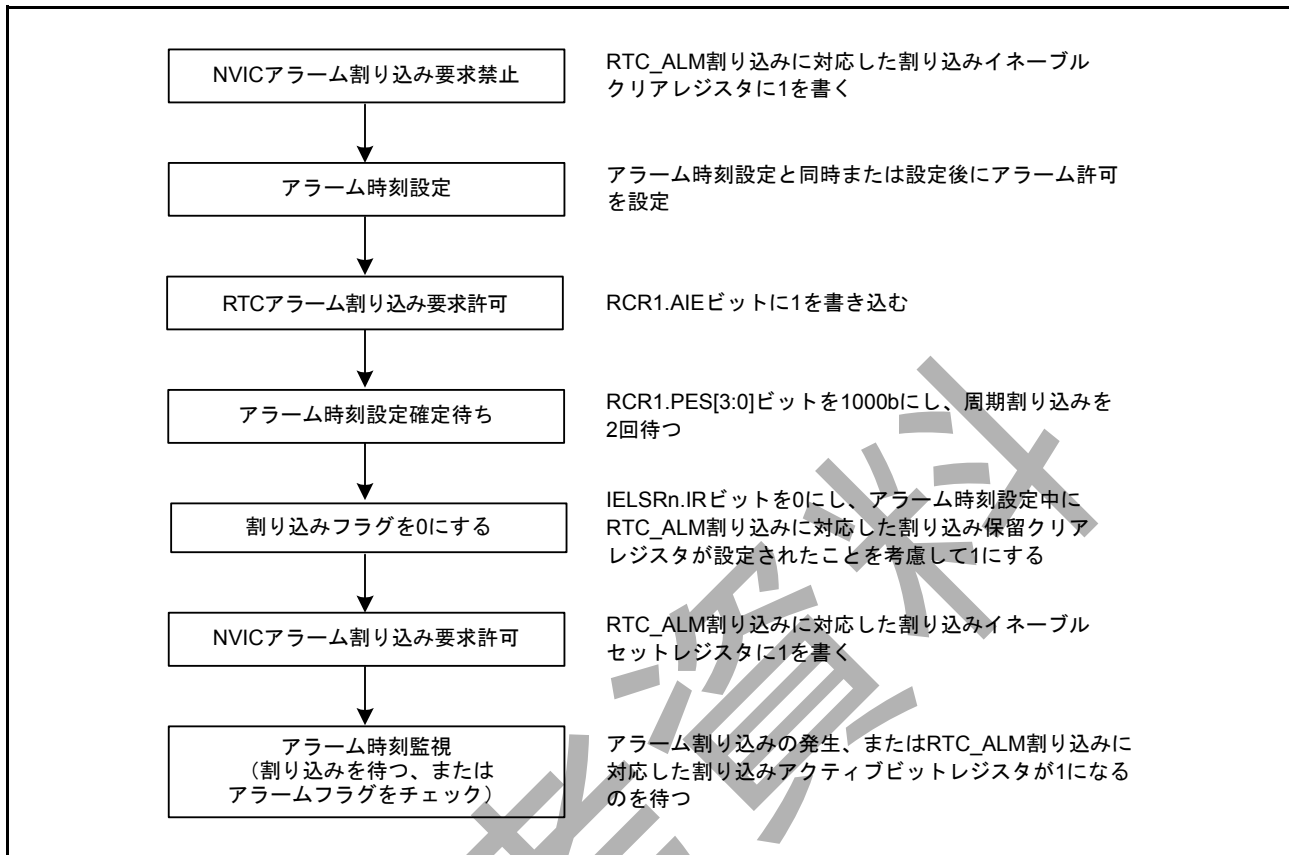 NVICアラーム割り込み要求禁止
RTC_ALM割り込みに対応した割り込みイネーブル
クリアレジスタに1を書く
アラーム時刻設定
アラーム時刻設定と同時または設定後にアラーム許可
を設定
RTCアラーム割り込み要求許可
RCR1.AIEビットに1を書き込む
アラーム時刻設定確定待ち
RCR1.PES[3:0]ビットを1000bにし、周期割り込みを
2回待つ
割り込みフラグを0にする
IELSRn.IRビットを0にし、アラーム時刻設定中に
RTC_ALM割り込みに対応した割り込み保留クリア
レジスタが設定されたことを考慮して1にする
NVICアラーム割り込み要求許可
RTC_ALM割り込みに対応した割り込みイネーブル
セットレジスタに1を書く
アラーム時刻監視
（割り込みを待つ、または
アラームフラグをチェック）
アラーム割り込みの発生、またはRTC_ALM割り込みに
対応した割り込みアクティブビットレジスタが1になる
のを待つ
資料